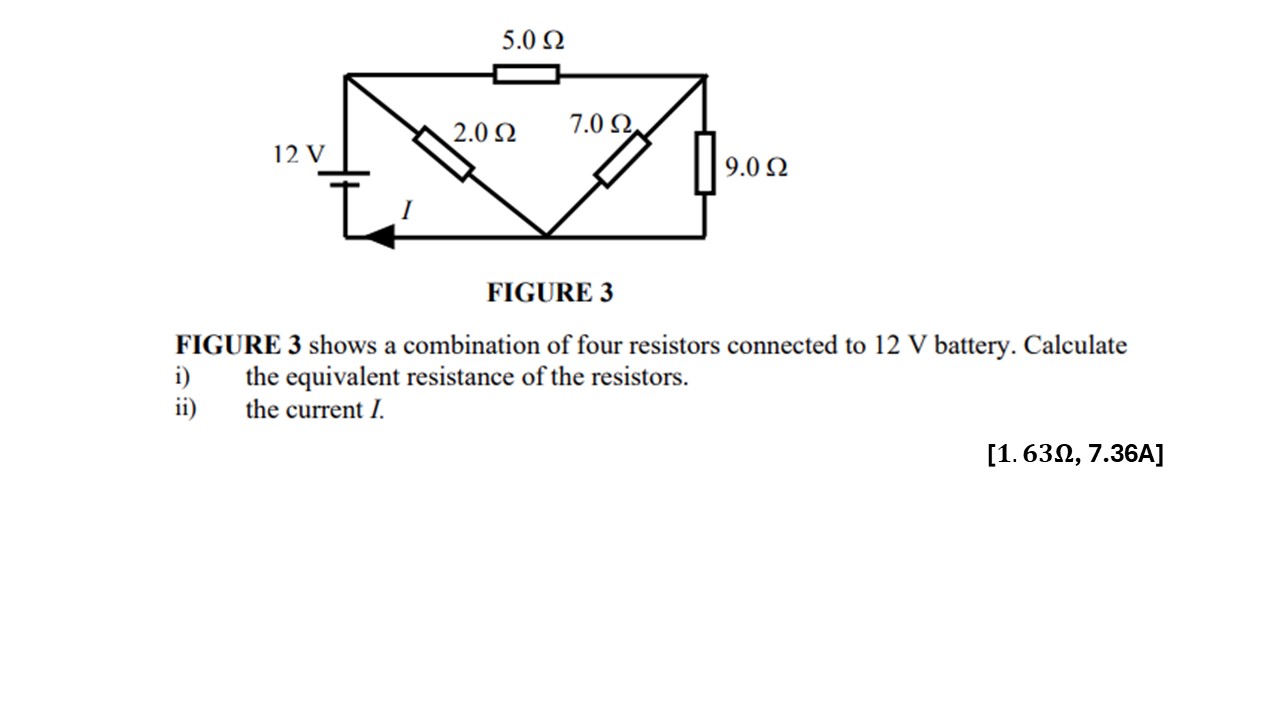 5.0 Ω
2.0 Ω
7.0 Ω
12 V
9.0 Ω
I
FIGURE 3
FIGURE 3 shows a combination of four resistors connected to 12 V battery. Calculate
i) the equivalent resistance of the resistors.
ii) the current I.
[1.63Ω, 7.36A]